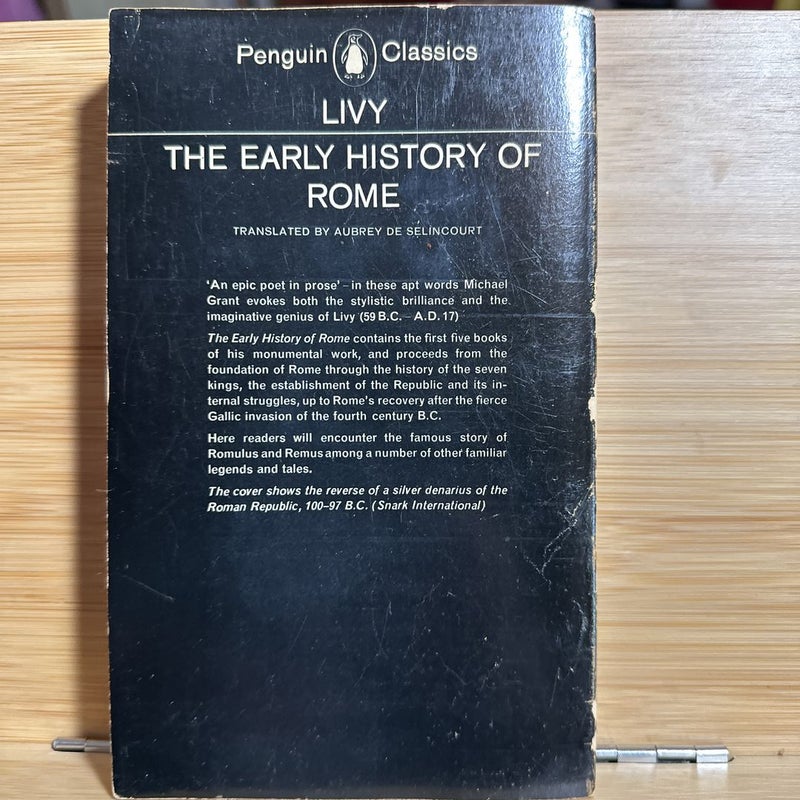 Penguin Classics
LIVY
THE EARLY HISTORY OF
ROME
TRANSLATED BY AUBREY DE SELINCOURT
'An epic poet in prose' – in these apt words Michael
Grant evokes both the stylistic brilliance and the
imaginative genius of Livy (59 B.C. – A.D. 17)
The Early History of Rome contains the first five books
of his monumental work, and proceeds from the
foundation of Rome through the history of the seven
kings, the establishment of the Republic and its in-
ternal struggles, up to Rome's recovery after the fierce
Gallic invasion of the fourth century B.C.
Here readers will encounter the famous story of
Romulus and Remus among a number of other familiar
legends and tales.
The cover shows the reverse of a silver denarius of the
Roman Republic, 100–97 B.C. (Snark International)